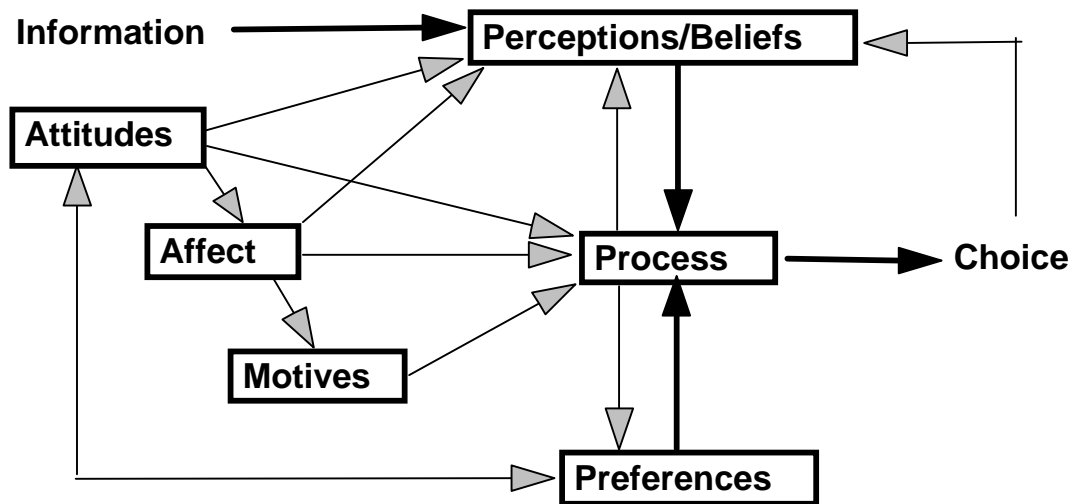 Information
Perceptions/Beliefs
Attitudes
Affect
Process
Choice
Motives
Preferences